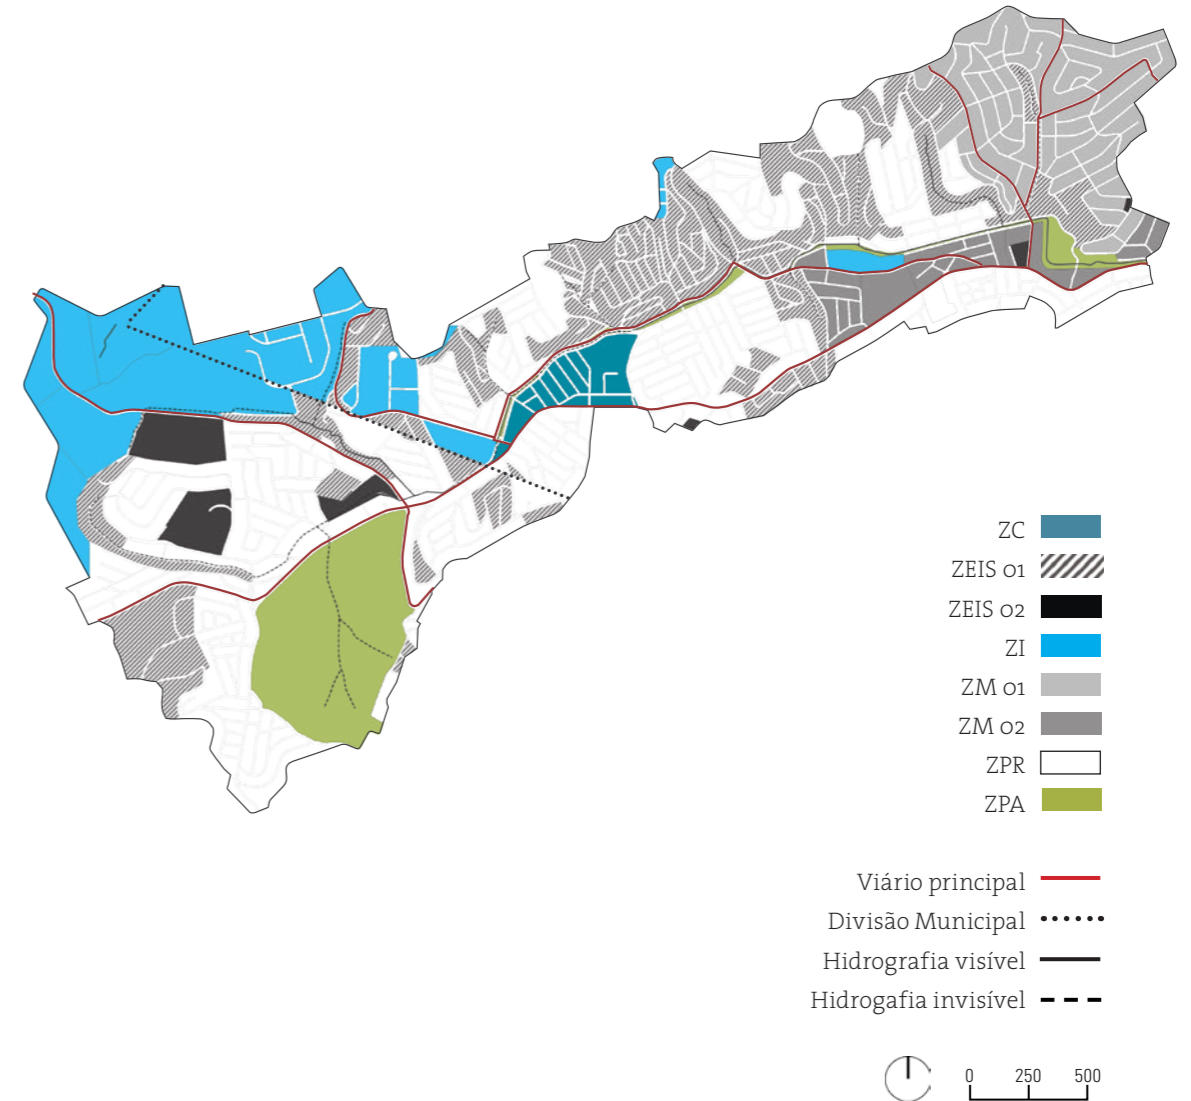 ZC
ZEIS 01
ZEIS 02
ZI
ZM 01
ZM 02
ZPR
ZPA
Viário principal
Divisão Municipal
Hidrografia visível
Hidrogafia invisível
0 250 500